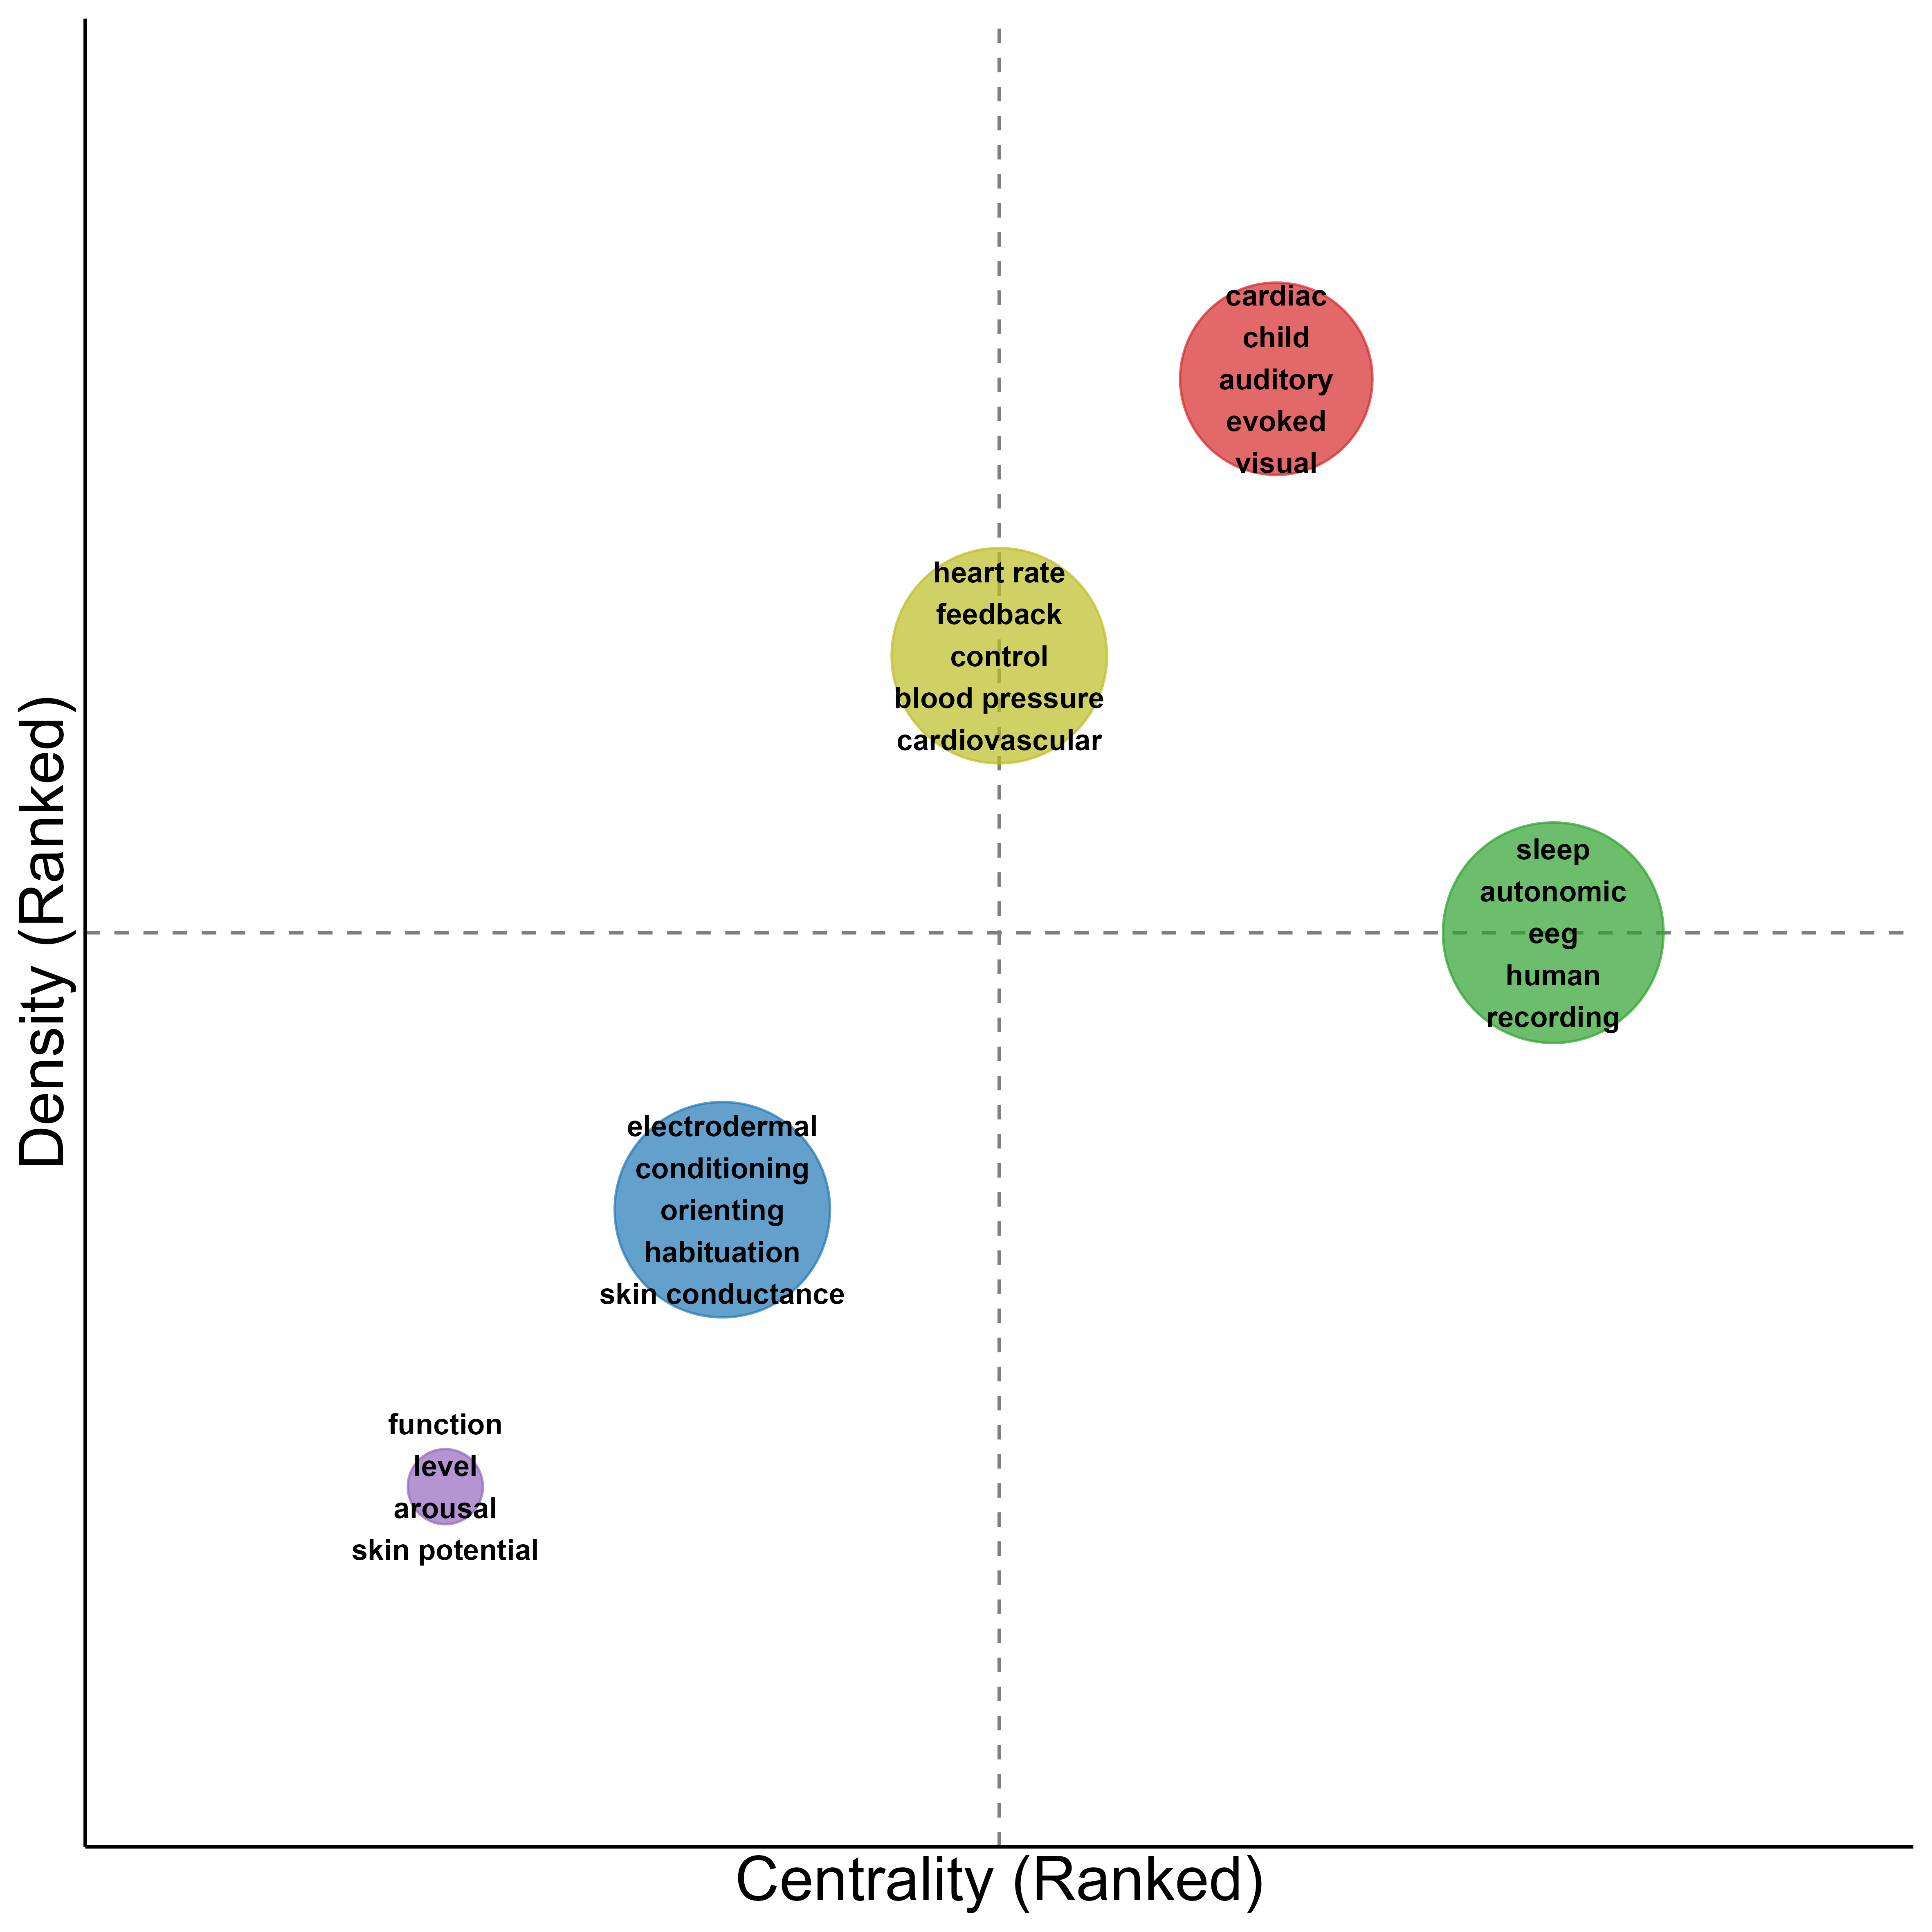 cardiac
child
auditory
evoked
visual
heart rate
feedback
control
blood pressure
cardiovascular
sleep
autonomic
eeg
human
recording
electrodermal
conditioning
orienting
habituation
skin conductance
function
level
arousal
skin potential
Density (Ranked)
Centrality (Ranked)